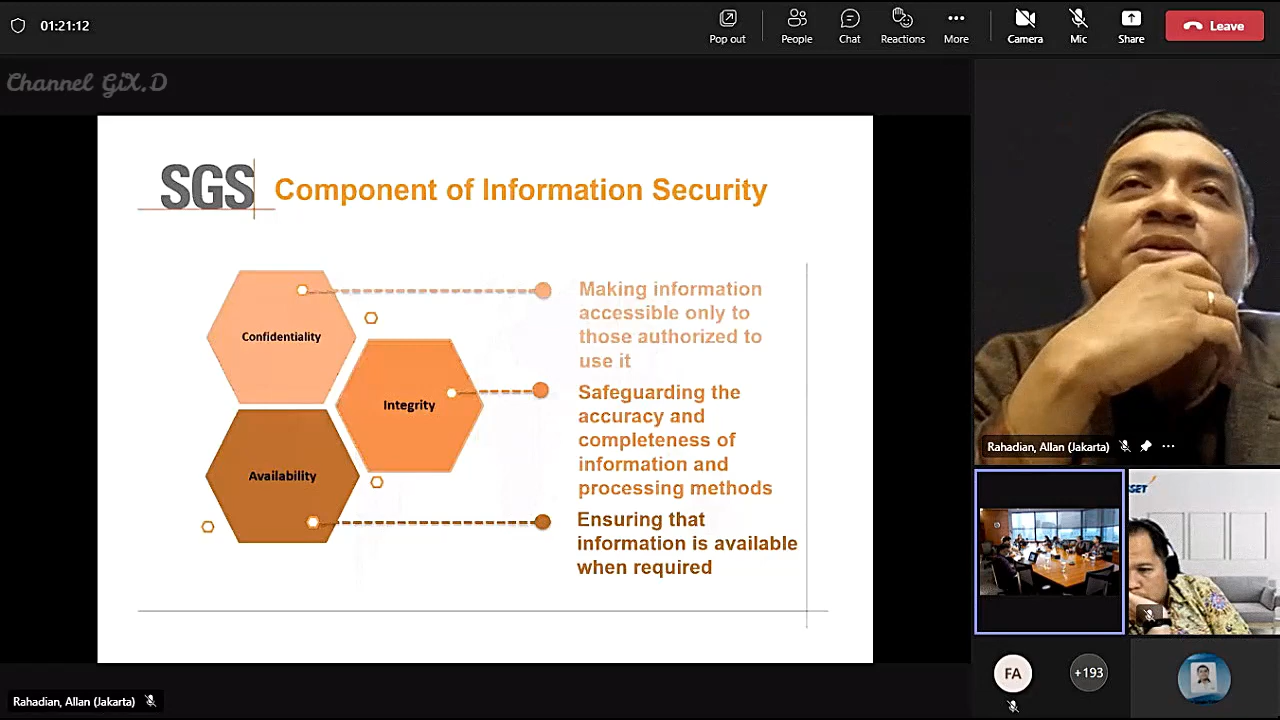 01:21:12
Pop out
People
Chat
Reactions
More
Camera
Mic
Share
Leave
Channel GiX.D
SGS
Component of Information Security
Confidentiality
Making information
accessible only to
those authorized to
use it
Integrity
Safeguarding the
accuracy and
completeness of
information and
processing methods
Availability
Ensuring that
information is available
when required
Rahadian, Allan (Jakarta)
SET
FA
+193
Rahadian, Allan (Jakarta)